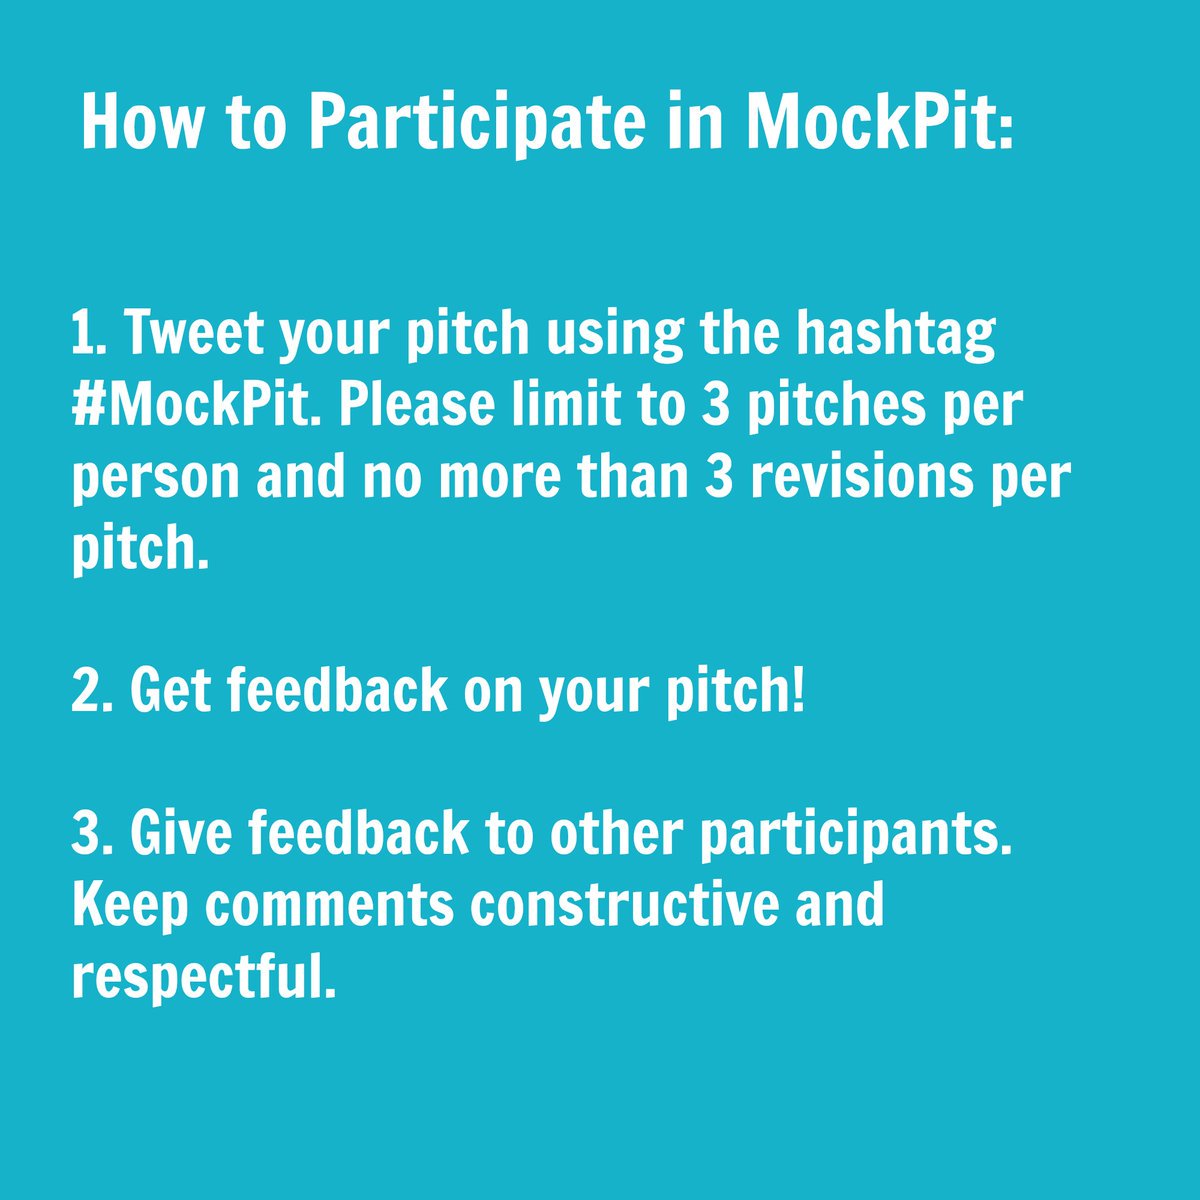 How to Participate in MockPit:
1. Tweet your pitch using the hashtag
#MockPit. Please limit to 3 pitches per
person and no more than 3 revisions per
pitch.
2. Get feedback on your pitch!
3. Give feedback to other participants.
Keep comments constructive and
respectful.